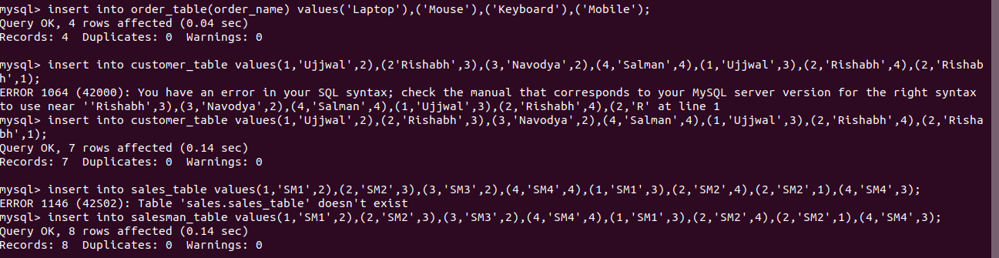 mysql> insert into order_table(order_name) values('Laptop'),('Mouse'),('Keyboard'),('Mobile');
Query OK, 4 rows affected (0.04 sec)
Records: 4  Duplicates: 0  Warnings: 0

mysql> insert into customer_table values(1,'Ujjwal',2),(2'Rishabh',3),(3,'Navodya',2),(4,'Salman',4),(1,'Ujjwal',3),(2,'Rishabh',4),(2,'Rishab
h',1);
ERROR 1064 (42000): You have an error in your SQL syntax; check the manual that corresponds to your MySQL server version for the right syntax
to use near ''Rishabh',3),(3,'Navodya',2),(4,'Salman',4),(1,'Ujjwal',3),(2,'Rishabh',4),(2,'R' at line 1
mysql> insert into customer_table values(1,'Ujjwal',2),(2,'Rishabh',3),(3,'Navodya',2),(4,'Salman',4),(1,'Ujjwal',3),(2,'Rishabh',4),(2,'Risha
bh',1);
Query OK, 7 rows affected (0.14 sec)
Records: 7  Duplicates: 0  Warnings: 0

mysql> insert into sales_table values(1,'SM1',2),(2,'SM2',3),(3,'SM3',2),(4,'SM4',4),(1,'SM1',3),(2,'SM2',4),(2,'SM2',1),(4,'SM4',3);
ERROR 1146 (42S02): Table 'sales.sales_table' doesn't exist
mysql> insert into salesman_table values(1,'SM1',2),(2,'SM2',3),(3,'SM3',2),(4,'SM4',4),(1,'SM1',3),(2,'SM2',4),(2,'SM2',1),(4,'SM4',3);
Query OK, 8 rows affected (0.14 sec)
Records: 8  Duplicates: 0  Warnings: 0